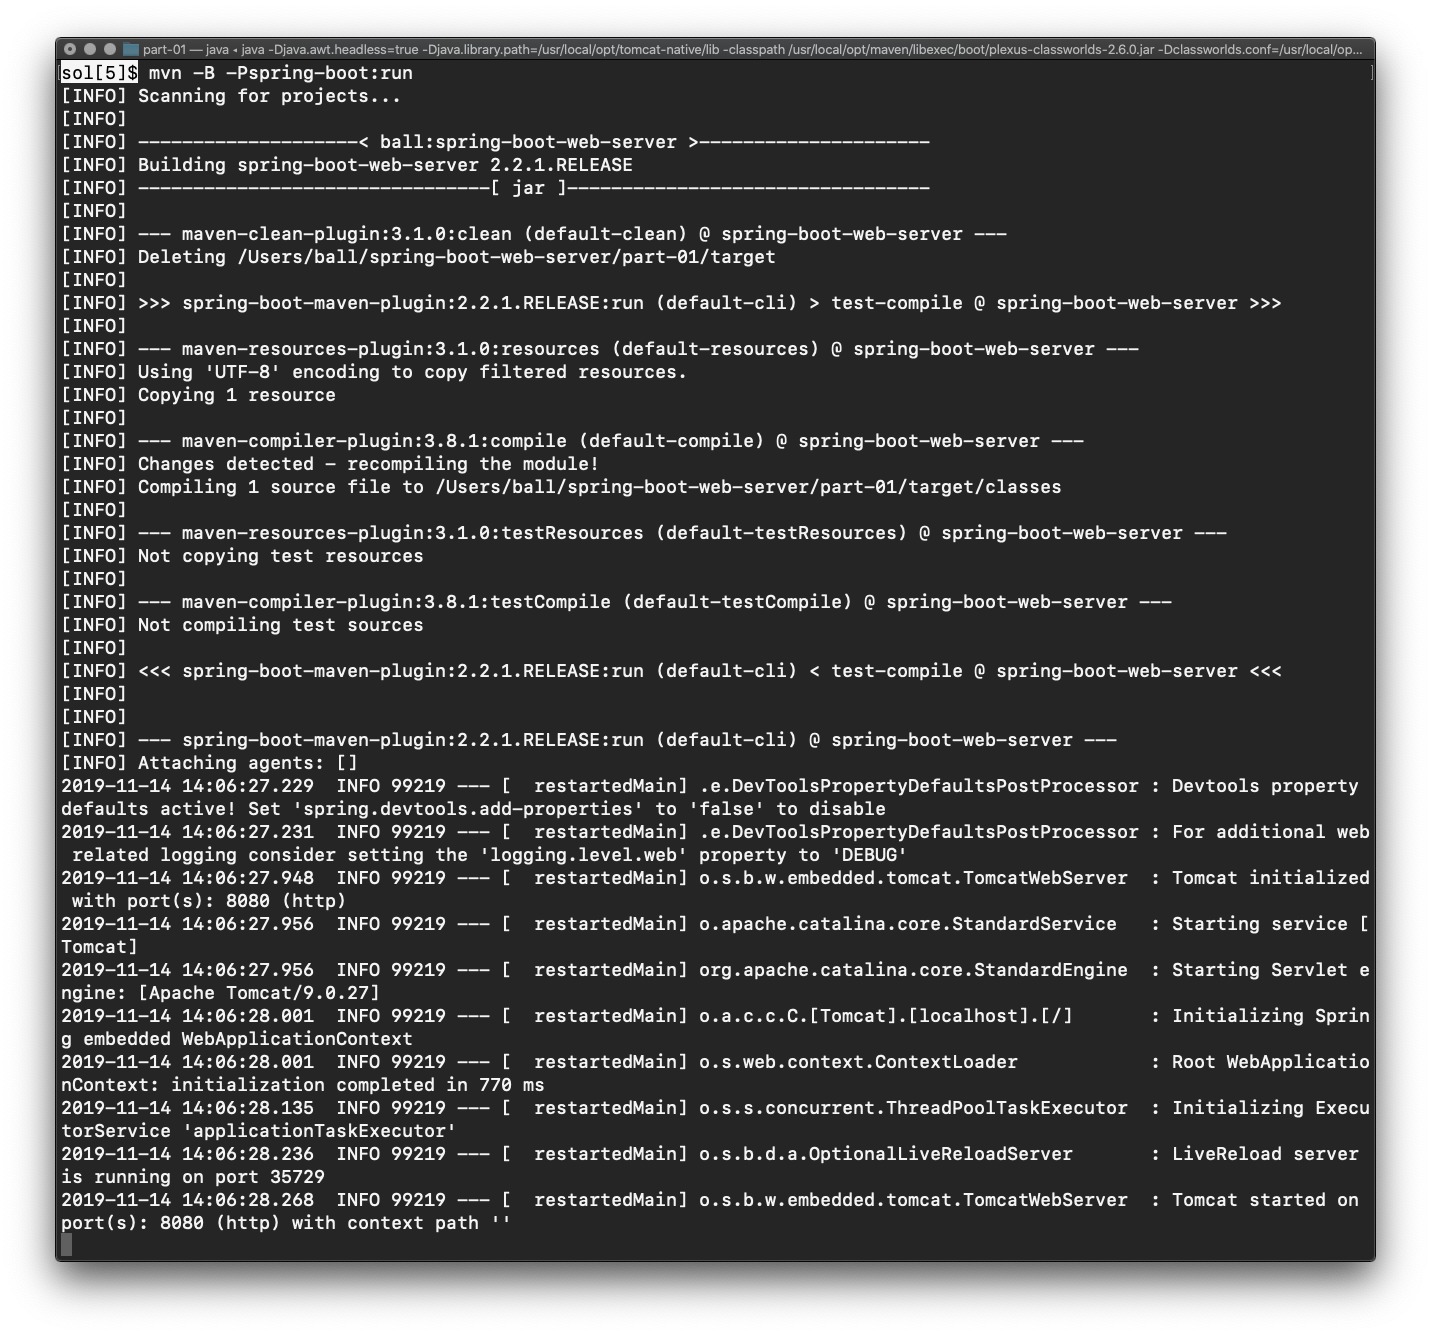 part-01 — java ◂ java -Djava.awt.headless=true -Djava.library.path=/usr/local/opt/tomcat-native/lib -classpath /usr/local/opt/maven/libexec/boot/plexus-classworlds-2.6.0.jar -Dclassworlds.conf=/usr/local/op...
sol[5]$ mvn -B -Pspring-boot:run
[INFO] Scanning for projects...
[INFO]
[INFO] --------------------< ball:spring-boot-web-server >---------------------
[INFO] Building spring-boot-web-server 2.2.1.RELEASE
[INFO] --------------------------------[ jar ]---------------------------------
[INFO]
[INFO] --- maven-clean-plugin:3.1.0:clean (default-clean) @ spring-boot-web-server ---
[INFO] Deleting /Users/ball/spring-boot-web-server/part-01/target
[INFO]
[INFO] >>> spring-boot-maven-plugin:2.2.1.RELEASE:run (default-cli) > test-compile @ spring-boot-web-server >>>
[INFO]
[INFO] --- maven-resources-plugin:3.1.0:resources (default-resources) @ spring-boot-web-server ---
[INFO] Using 'UTF-8' encoding to copy filtered resources.
[INFO] Copying 1 resource
[INFO]
[INFO] --- maven-compiler-plugin:3.8.1:compile (default-compile) @ spring-boot-web-server ---
[INFO] Changes detected - recompiling the module!
[INFO] Compiling 1 source file to /Users/ball/spring-boot-web-server/part-01/target/classes
[INFO]
[INFO] --- maven-resources-plugin:3.1.0:testResources (default-testResources) @ spring-boot-web-server ---
[INFO] Not copying test resources
[INFO]
[INFO] --- maven-compiler-plugin:3.8.1:testCompile (default-testCompile) @ spring-boot-web-server ---
[INFO] Not compiling test sources
[INFO]
[INFO] <<< spring-boot-maven-plugin:2.2.1.RELEASE:run (default-cli) < test-compile @ spring-boot-web-server <<<
[INFO]
[INFO]
[INFO] --- spring-boot-maven-plugin:2.2.1.RELEASE:run (default-cli) @ spring-boot-web-server ---
[INFO] Attaching agents: []
2019-11-14 14:06:27.229  INFO 99219 --- [  restartedMain] .e.DevToolsPropertyDefaultsPostProcessor : Devtools property
defaults active! Set 'spring.devtools.add-properties' to 'false' to disable
2019-11-14 14:06:27.231  INFO 99219 --- [  restartedMain] .e.DevToolsPropertyDefaultsPostProcessor : For additional web
 related logging consider setting the 'logging.level.web' property to 'DEBUG'
2019-11-14 14:06:27.948  INFO 99219 --- [  restartedMain] o.s.b.w.embedded.tomcat.TomcatWebServer  : Tomcat initialized
 with port(s): 8080 (http)
2019-11-14 14:06:27.956  INFO 99219 --- [  restartedMain] o.apache.catalina.core.StandardService   : Starting service [
Tomcat]
2019-11-14 14:06:27.956  INFO 99219 --- [  restartedMain] org.apache.catalina.core.StandardEngine  : Starting Servlet e
ngine: [Apache Tomcat/9.0.27]
2019-11-14 14:06:28.001  INFO 99219 --- [  restartedMain] o.a.c.c.C.[Tomcat].[localhost].[/]       : Initializing Sprin
g embedded WebApplicationContext
2019-11-14 14:06:28.001  INFO 99219 --- [  restartedMain] o.s.web.context.ContextLoader            : Root WebApplicatio
nContext: initialization completed in 770 ms
2019-11-14 14:06:28.135  INFO 99219 --- [  restartedMain] o.s.s.concurrent.ThreadPoolTaskExecutor  : Initializing Execu
torService 'applicationTaskExecutor'
2019-11-14 14:06:28.236  INFO 99219 --- [  restartedMain] o.s.b.d.a.OptionalLiveReloadServer       : LiveReload server
is running on port 35729
2019-11-14 14:06:28.268  INFO 99219 --- [  restartedMain] o.s.b.w.embedded.tomcat.TomcatWebServer  : Tomcat started on
port(s): 8080 (http) with context path ''